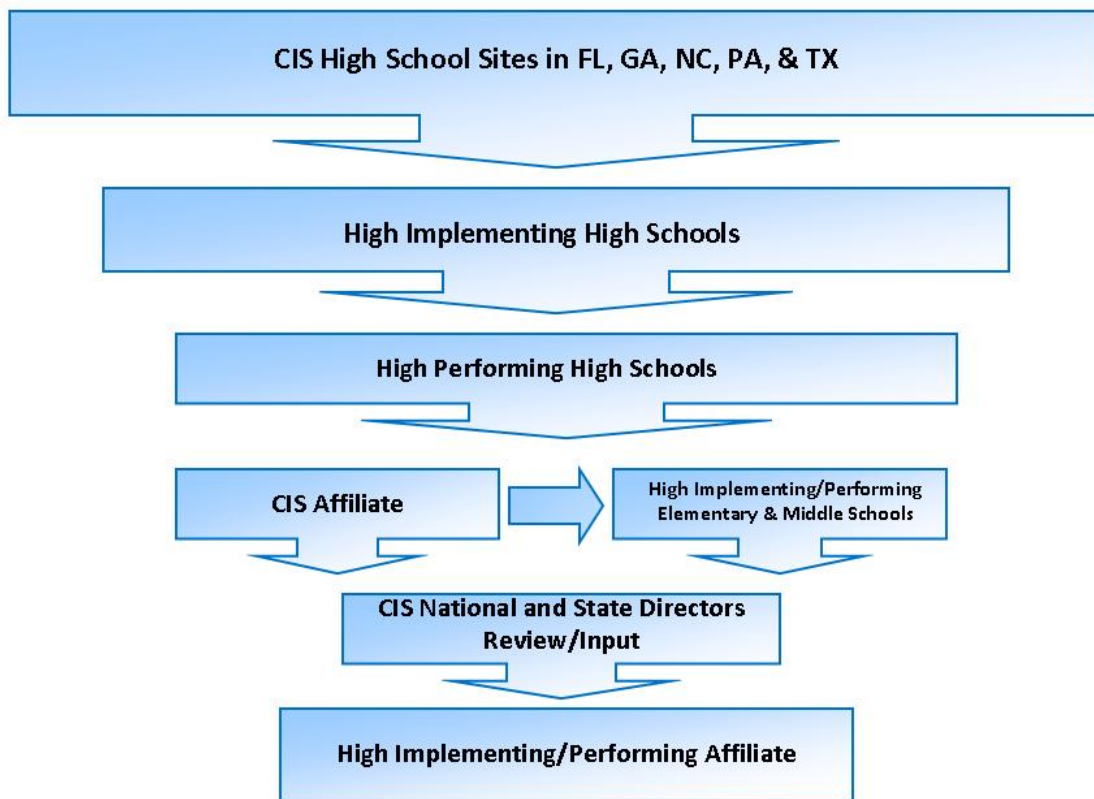 CIS High School Sites in FL, GA, NC, PA, & TX
High Implementing High Schools
High Performing High Schools
CIS Affiliate
High Implementing/Performing
Elementary & Middle Schools
CIS National and State Directors
Review/Input
High Implementing/Performing Affiliate